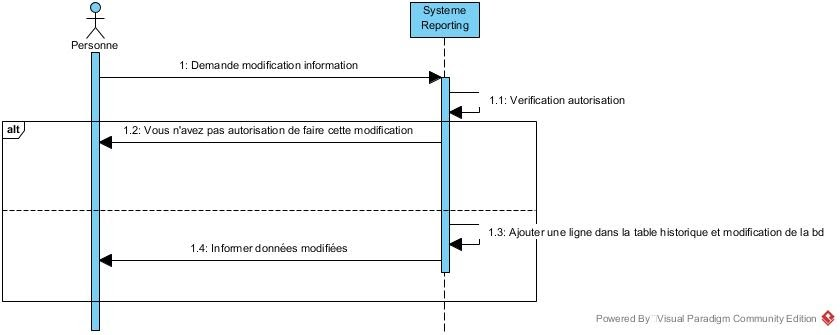 Systeme
Reporting
Personne
1: Demande modification information
1.1: Verification autorisation
alt
1.2: Vous n'avez pas autorisation de faire cette modification
1.3: Ajouter une ligne dans la table historique et modification de la bd
1.4: Informer données modifiées
Powered By Visual Paradigm Community Edition